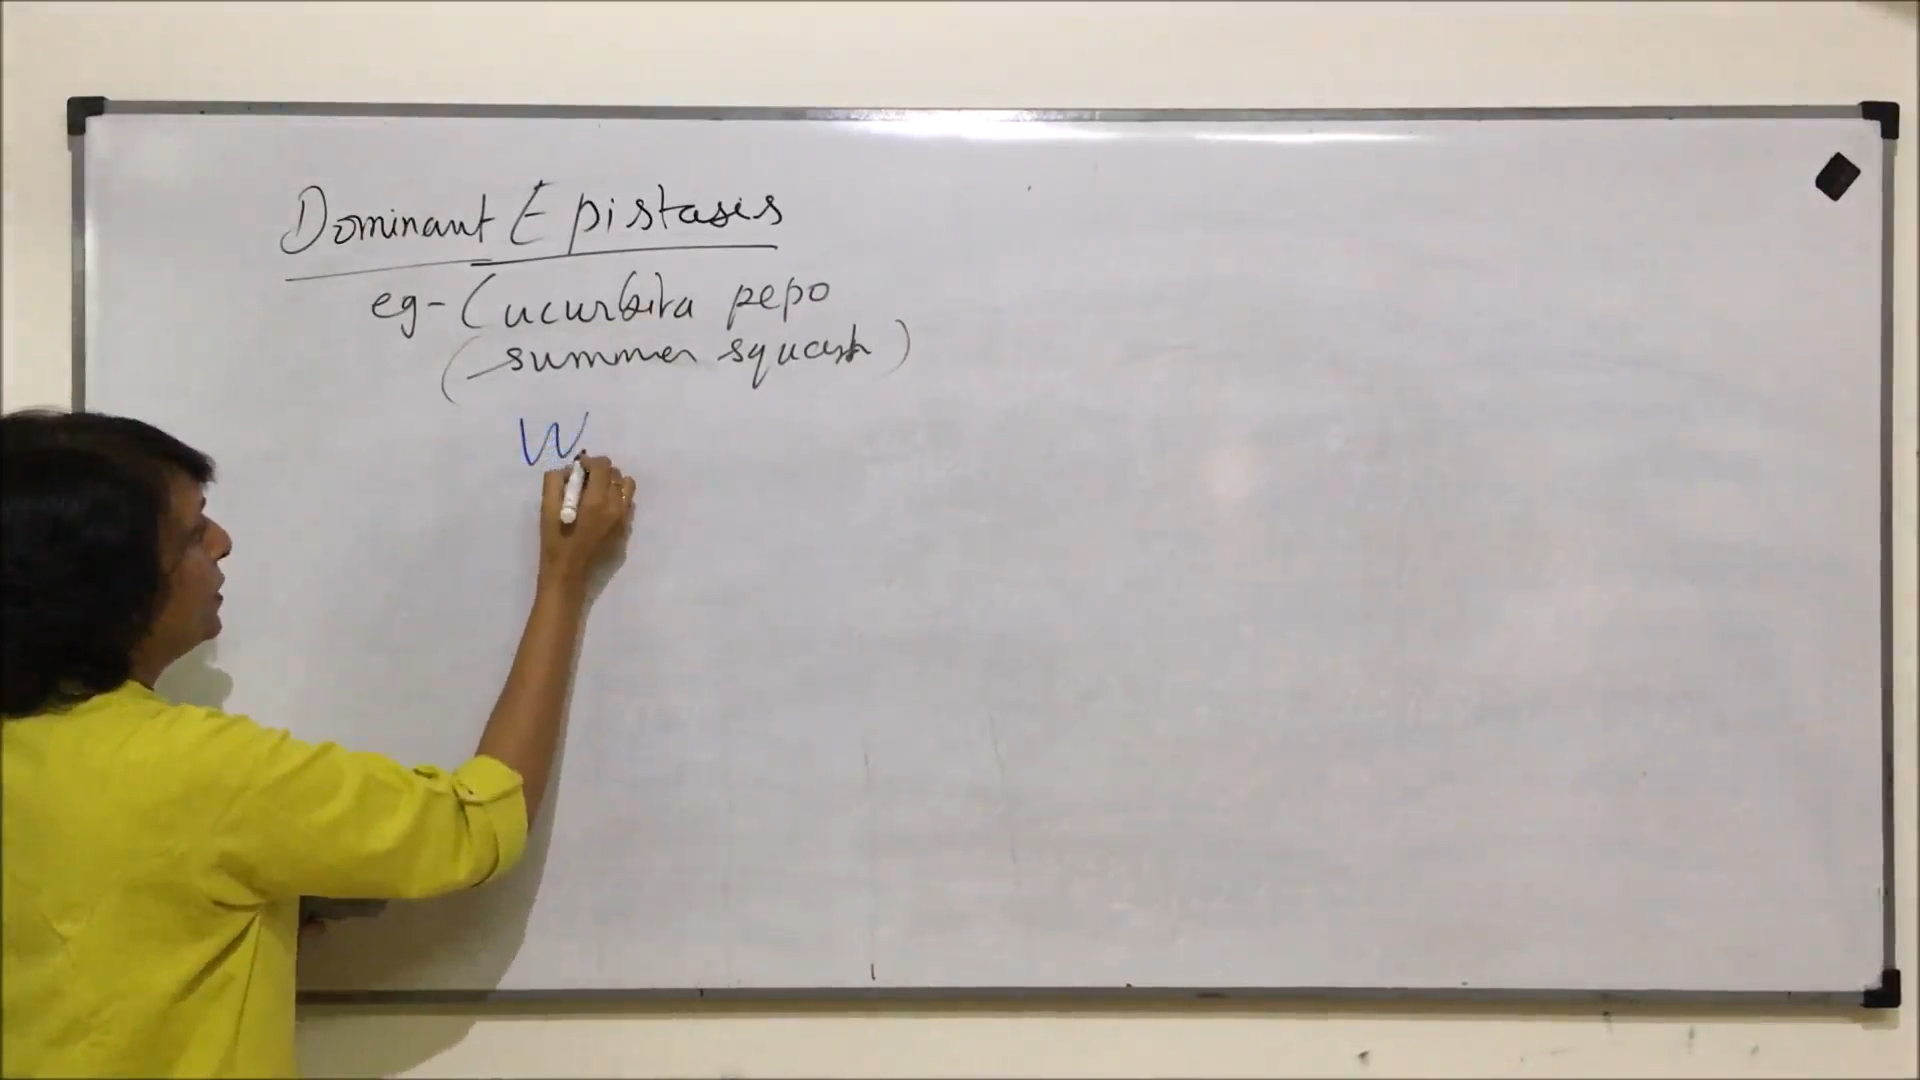 Dominant Epistasis
eg- Cucurbita pepo
(summer squash)
W